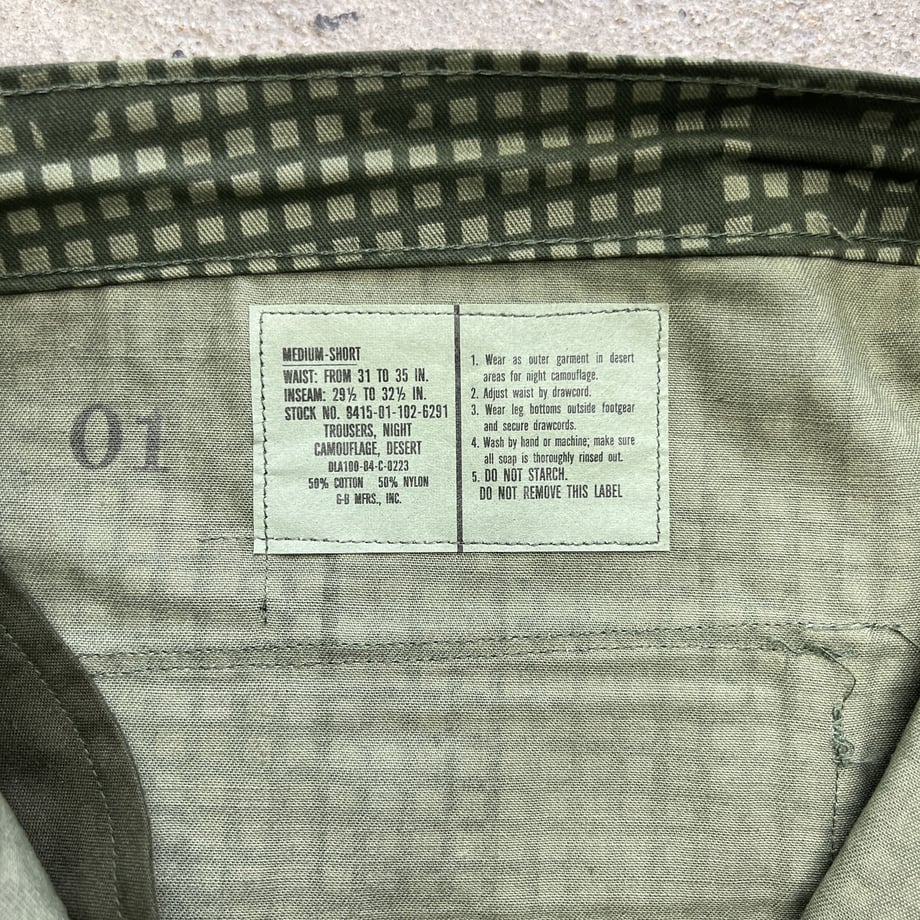 01
MEDIUM-SHORT
WAIST: FROM 31 TO 35 IN.
INSEAM: 29½ TO 32½ IN.
STOCK NO. 8415-01-102-6291
TROUSERS, NIGHT
CAMOUFLAGE, DESERT
DLA100-84-C-0223
50% COTTON 50% NYLON
G-B MFRS., INC.
1. Wear as outer garment in desert
areas for night camouflage.
2. Adjust waist by drawcord.
3. Wear leg bottoms outside footgear
and secure drawcords.
4. Wash by hand or machine; make sure
all soap is thoroughly rinsed out.
5. DO NOT STARCH.
DO NOT REMOVE THIS LABEL